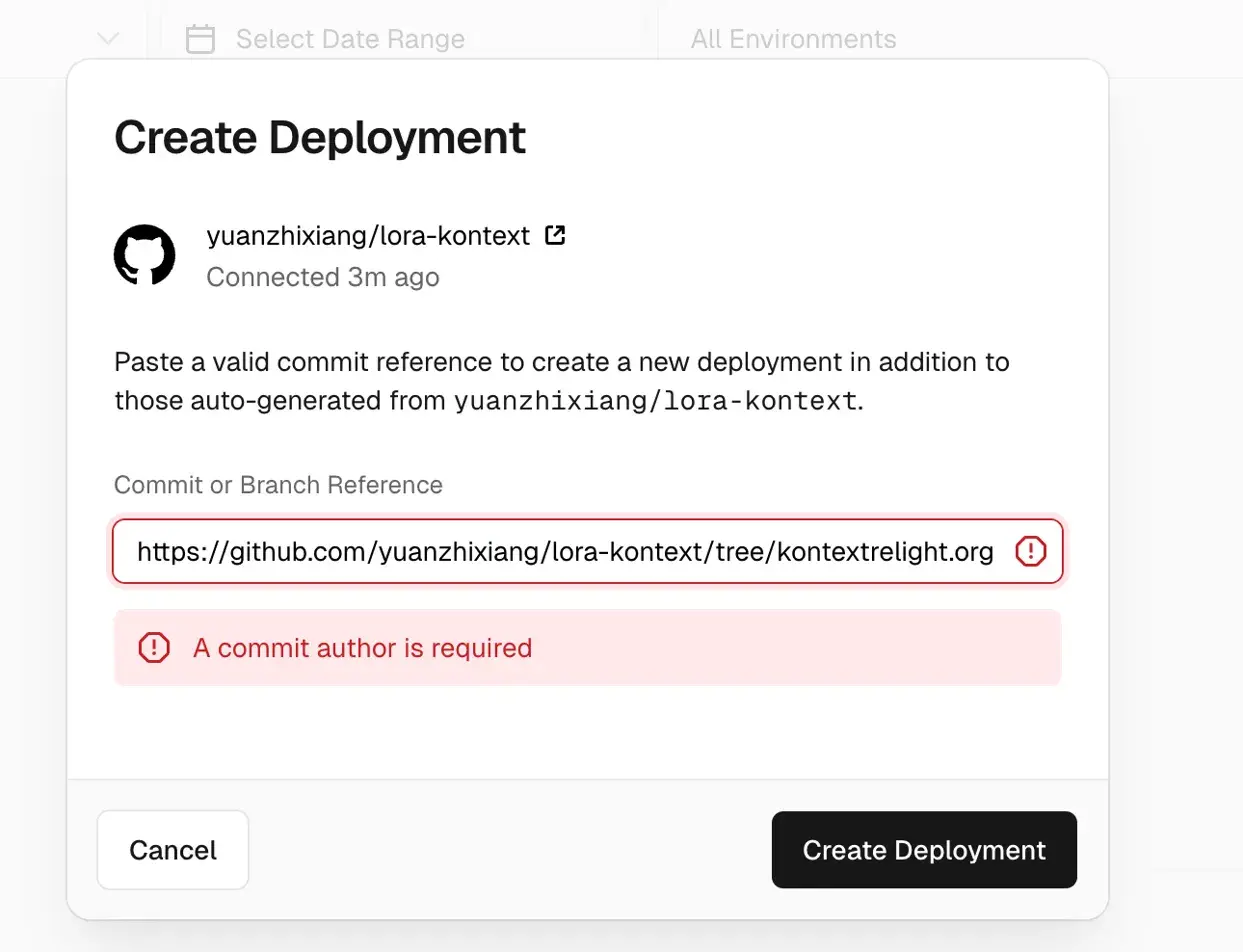 Select Date Range
All Environments
Create Deployment
yuanzhixiang/lora-kontext
Connected 3m ago
Paste a valid commit reference to create a new deployment in addition to
those auto-generated from yuanzhixiang/lora-kontext.
Commit or Branch Reference
https://github.com/yuanzhixiang/lora-kontext/tree/kontextrelight.org
A commit author is required
Cancel
Create Deployment